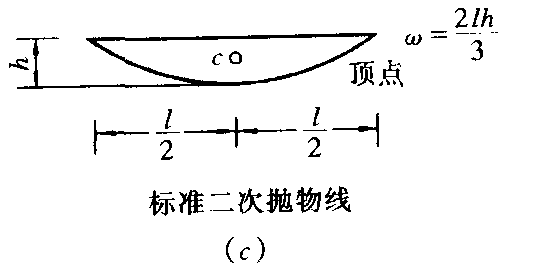 h
c
ω = 2lh/3
顶点
l/2
l/2
标准二次抛物线
(c)